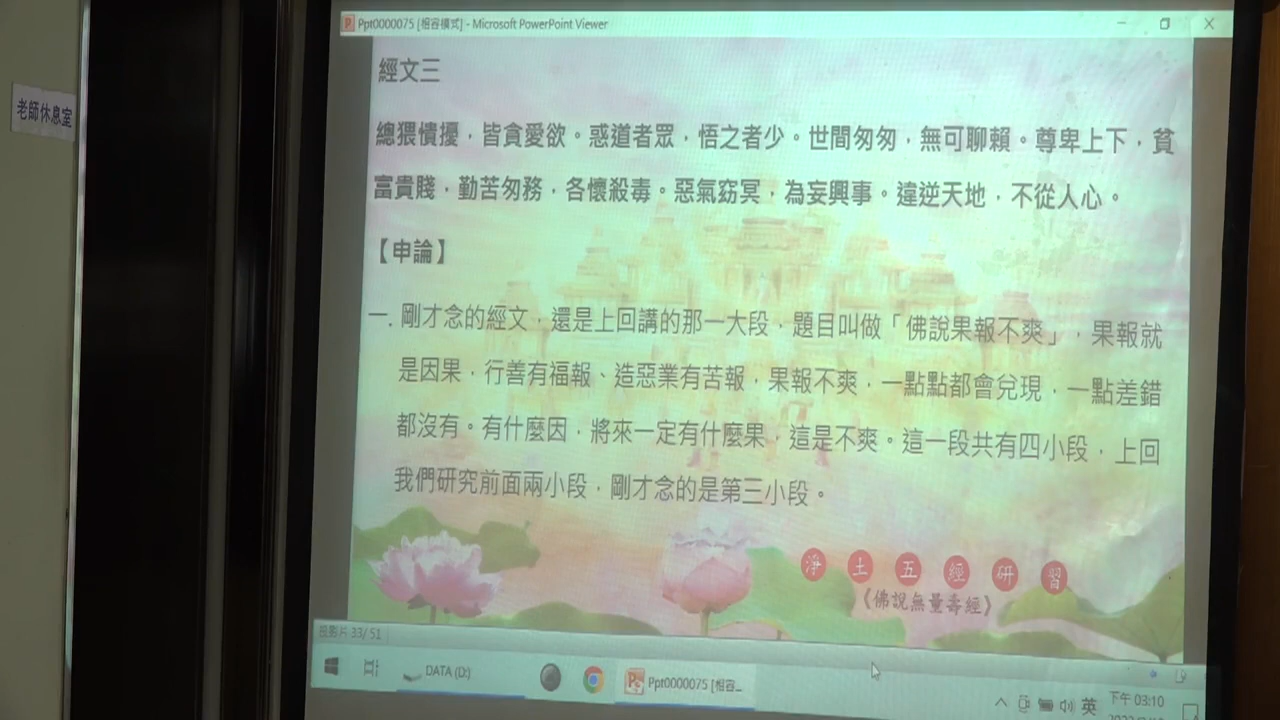 Ppt0000075 [相容模式] - Microsoft PowerPoint Viewer
老師休息室
經文三
總猥憒擾，皆貪愛欲。惑道者眾，悟之者少。世間匆匆，無可聊賴。尊卑上下，貧
富貴賤，勤苦匆務，各懷殺毒。惡氣窈冥，為妄興事。違逆天地，不從人心。
【申論】
一. 剛才念的經文，還是上回講的那一大段，題目叫做「佛說果報不爽」，果報就
是因果，行善有福報、造惡業有苦報，果報不爽，一點點都會兌現，一點差錯
都沒有。有什麼因，將來一定有什麼果，這是不爽。這一段共有四小段，上回
我們研究前面兩小段，剛才念的是第三小段。
淨土五經研習
《佛說無量壽經》
投影片 33/ 51
DATA (D:)
Ppt0000075 [相容...
英
下午 03:10